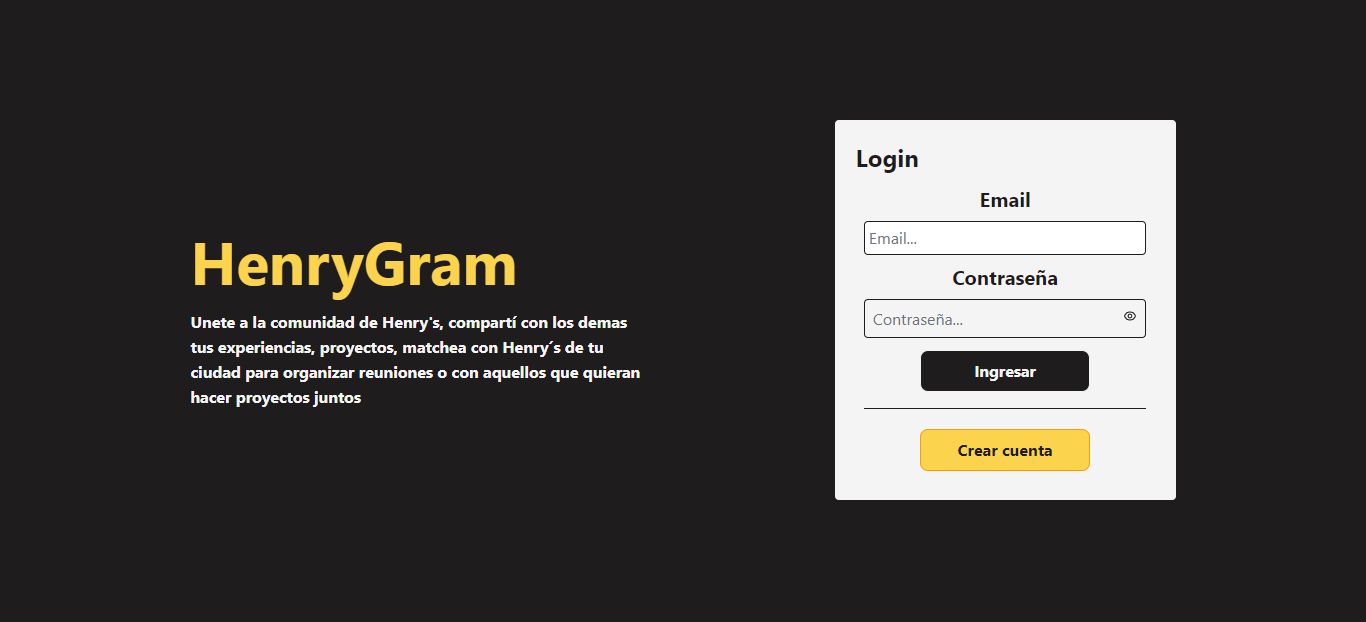 HenryGram
Unete a la comunidad de Henry's, compartí con los demas
tus experiencias, proyectos, matchea con Henry´s de tu
ciudad para organizar reuniones o con aquellos que quieran
hacer proyectos juntos
Login
Email
Email...
Contraseña
Contraseña...
Ingresar
Crear cuenta